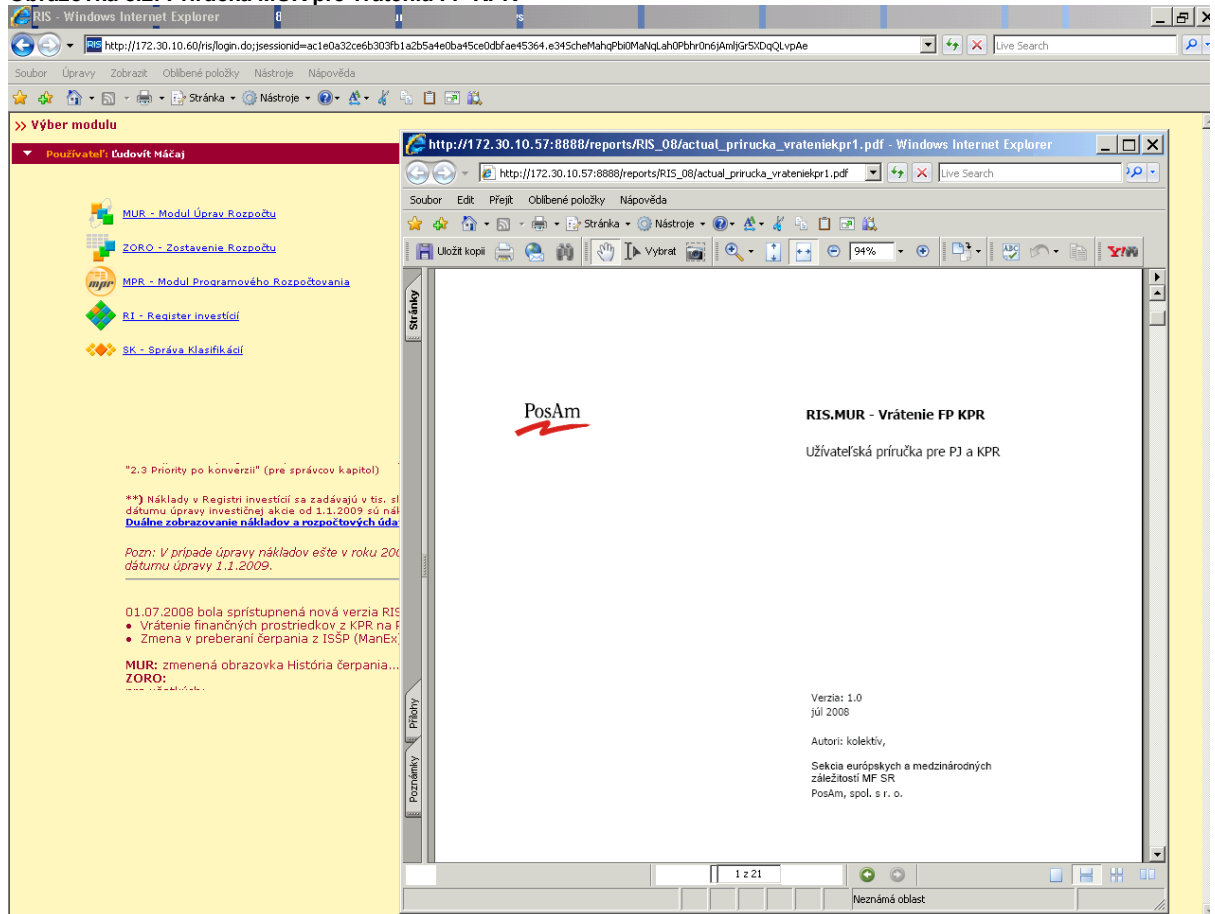 RIS - Windows Internet Explorer
http://172.30.10.60/ris/login.do;jsessionid=ac1e0a32ce6b303fb1a2b5a4e0ba45ce0dbfae45364.e34ScheMahqPbi0MaNqLah0Pbhr0n6jAmljGr5XDqQLvpAe
Live Search
Soubor Úpravy Zobrazit Oblíbené položky Nástroje Nápověda
Stránka Nástroje
>> Výber modulu
Používateľ: Ľudovít Máčaj
MUR - Modul Úprav Rozpočtu
ZORO - Zostavenie Rozpočtu
mpr
MPR - Modul Programového Rozpočtovania
RI - Register investícií
SK - Správa Klasifikácií
"2.3 Priority po konverzii" (pre správcov kapitol)
**) Náklady v Registri investícií sa zadávajú v tis. sl
dátumu úpravy investičnej akcie od 1.1.2009 sú nák
Duálne zobrazovanie nákladov a rozpočtových úda
Pozn: V prípade úpravy nákladov ešte v roku 200
dátumu úpravy 1.1.2009.
01.07.2008 bola sprístupnená nová verzia RIS
• Vrátenie finančných prostriedkov z KPR na P
• Zmena v preberaní čerpania z ISŠP (ManEx)
MUR: zmenená obrazovka História čerpania...
ZORO:
http://172.30.10.57:8888/reports/RIS_08/actual_prirucka_vrateniekpr1.pdf - Windows Internet Explorer
http://172.30.10.57:8888/reports/RIS_08/actual_prirucka_vrateniekpr1.pdf
Live Search
Soubor Edit Přejít Oblíbené položky Nápověda
Stránka Nástroje
Uložit kopii Vybrat 94%
Stránky
PosAm
RIS.MUR - Vrátenie FP KPR
Užívateľská príručka pre PJ a KPR
Verzia: 1.0
júl 2008
Autori: kolektív,
Sekcia európskych a medzinárodných
záležitostí MF SR
PosAm, spol. s r. o.
Přílohy
Poznámky
1 z 21
Neznámá oblast